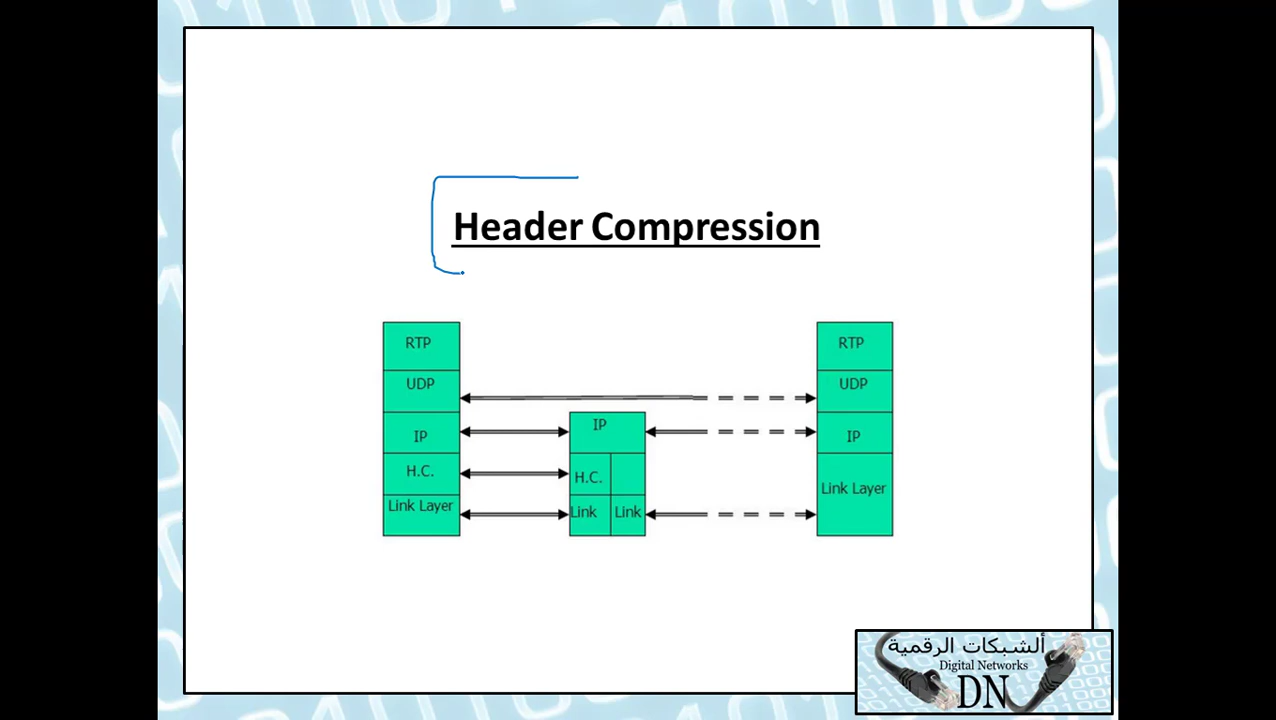 Header Compression
RTP
UDP
IP
H.C.
Link Layer
IP
H.C.
Link
Link
RTP
UDP
IP
Link Layer
ألشبكات الرقمية
Digital Networks
DN